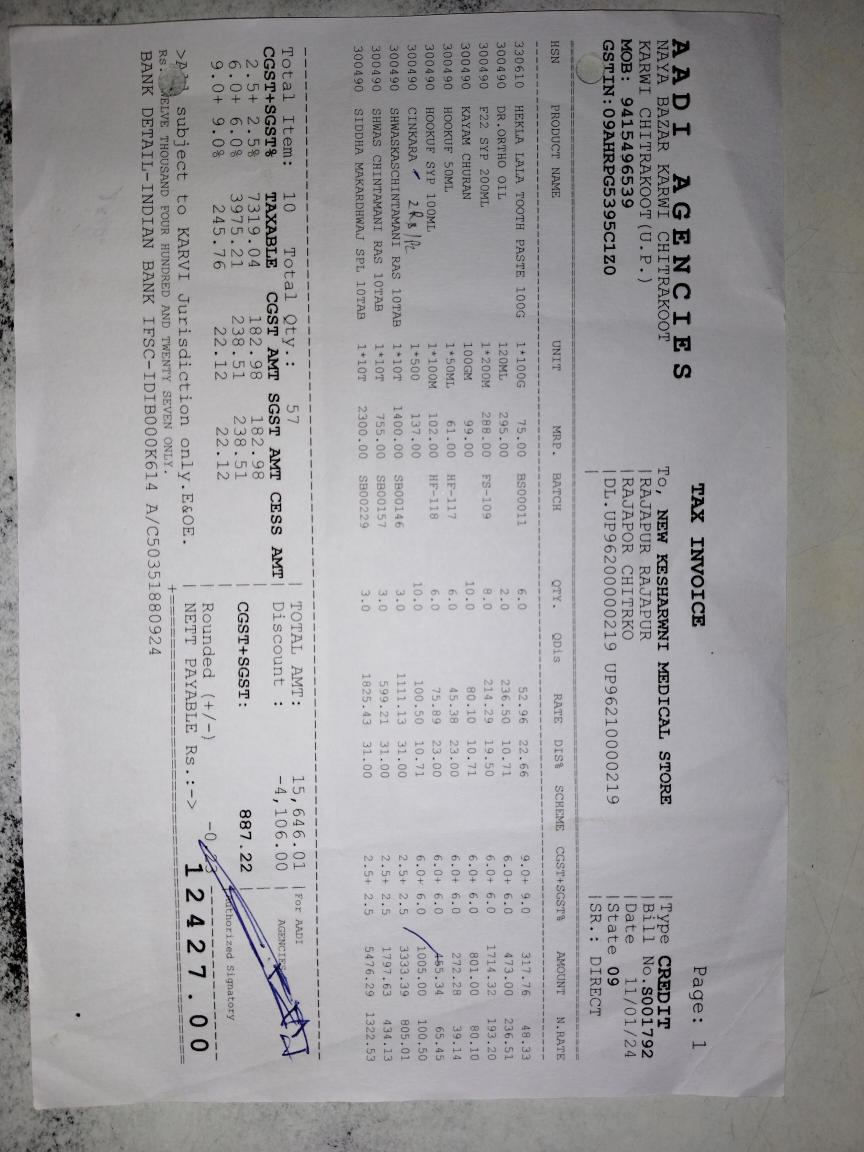 AADI AGENCIES
NAYA BAZAR KARWI CHITRAKOOT
KARWI CHITRAKOOT(U.P.)
MOB: 9415496539
GSTIN:09AHRPG5395C1Z0
TAX INVOICE
To, NEW KESHARWNI MEDICAL STORE
|RAJAPUR RAJAPUR
|RAJAPOR CHITRKO
|DL.UP96200000219 UP96210000219
|
Page: 1
|Type CREDIT
|Bill No.S001792
|Date 11/01/24
|State 09
|SR.: DIRECT
HSN PRODUCT NAME UNIT MRP. BATCH QTY. QDis RATE DIS% SCHEME CGST+SGST% AMOUNT N.RATE
330610 HEKLA LALA TOOTH PASTE 100G 1*100G 75.00 BS00011 6.0 52.96 22.66 9.0+ 9.0 317.76 48.33
300490 DR.ORTHO OIL 120ML 295.00 2.0 236.50 10.71 6.0+ 6.0 473.00 236.51
300490 F22 SYP 200ML 1*200M 288.00 FS-109 8.0 214.29 19.50 6.0+ 6.0 1714.32 193.20
300490 KAYAM CHURAN 100GM 99.00 10.0 80.10 10.71 6.0+ 6.0 801.00 80.10
300490 HOOKUF 50ML 1*50ML 61.00 HF-117 6.0 45.38 23.00 6.0+ 6.0 272.28 39.14
300490 HOOKUF SYP 100ML 1*100M 102.00 HF-118 6.0 75.89 23.00 6.0+ 6.0 455.34 65.45
300490 CINKARA 2Rs/Pc 1*500 137.00 10.0 100.50 10.71 6.0+ 6.0 1005.00 100.50
300490 SHWASKASCHINTAMANI RAS 10TAB 1*10T 1400.00 SB00146 3.0 1111.13 31.00 2.5+ 2.5 3333.39 805.01
300490 SHWAS CHINTAMANI RAS 10TAB 1*10T 755.00 SB00157 3.0 599.21 31.00 2.5+ 2.5 1797.63 434.13
300490 SIDDHA MAKARDHWAJ SPL 10TAB 1*10T 2300.00 SB00229 3.0 1825.43 31.00 2.5+ 2.5 5476.29 1322.53
Total Item: 10 Total Qty.: 57
CGST+SGST% TAXABLE CGST AMT SGST AMT CESS AMT
2.5+ 2.5% 7319.04 182.98 182.98
6.0+ 6.0% 3975.21 238.51 238.51
9.0+ 9.0% 245.76 22.12 22.12
| TOTAL AMT: 15,646.01
| Discount : -4,106.00
| CGST+SGST: 887.22
| Rounded (+/-)
| NETT PAYABLE Rs.:-> 12427.00
|For AADI AGENCIES
Authorized Signatory
subject to KARVI Jurisdiction only.E&OE.
FOUR HUNDRED AND TWENTY SEVEN ONLY.
BANK DETAIL-INDIAN BANK IFSC-IDIB000K614 A/C50351880924